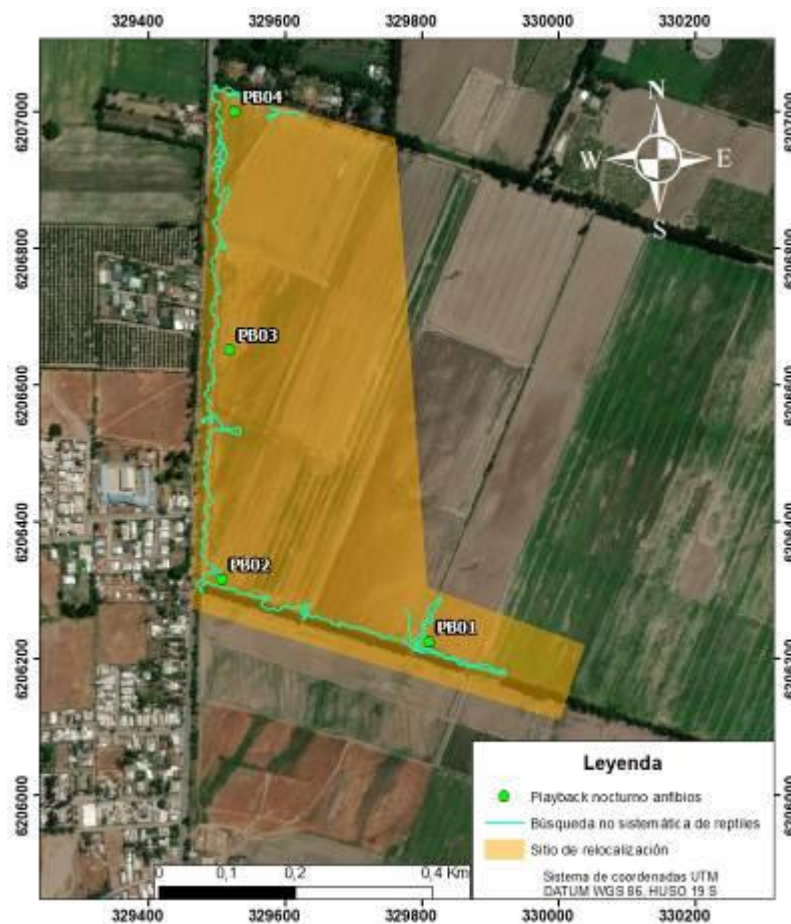 329400 329600 329800 330000 330200
6207000 6207000
6206800 6206800
6206600 6206600
6206400 6206400
6206200 6206200
6206000 6206000
PB04
N
W E
S
PB03
PB02
PB01
Leyenda
Playback nocturno anfibios
Búsqueda no sistemática de reptiles
Sitio de relocalización
Sistema de coordenadas UTM
DATUM WGS 86, HUSO 19 S
0 0,1 0,2 0,4 Km
329400 329600 329800 330000 330200